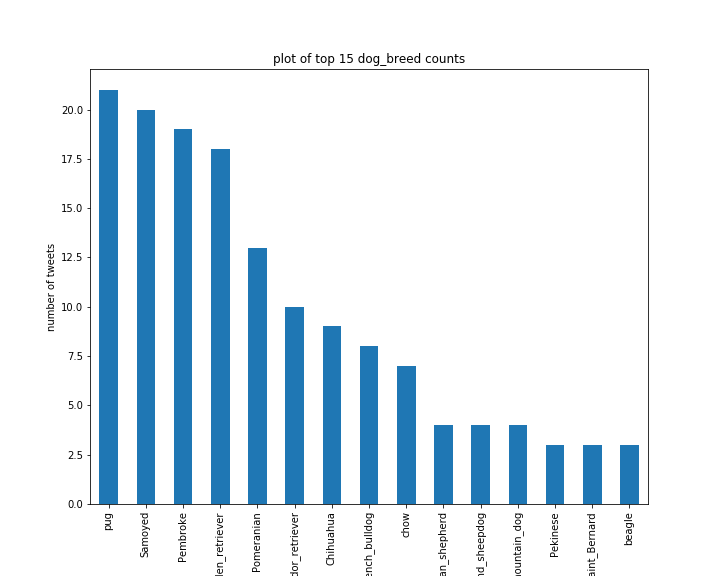 plot of top 15 dog_breed counts
number of tweets
20.0
17.5
15.0
12.5
10.0
7.5
5.0
2.5
0.0
pug
Samoyed
Pembroke
len_retriever
Pomeranian
dor_retriever
Chihuahua
ench_bulldog
chow
an_shepherd
nd_sheepdog
ountain_dog
Pekinese
aint_Bernard
beagle